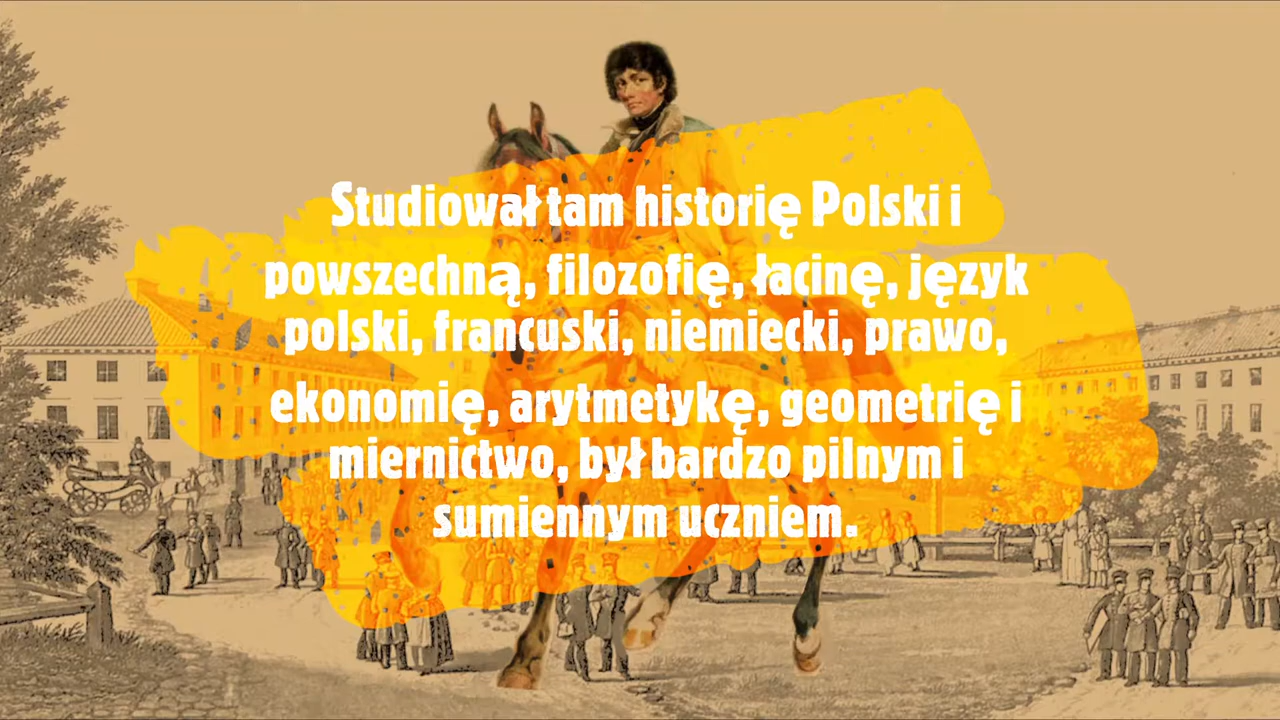 Studiował tam historię Polski i
powszechną, filozofię, łacinę, język
polski, francuski, niemiecki, prawo,
ekonomię, arytmetykę, geometrię i
miernictwo, był bardzo pilnym i
sumiennym uczniem.